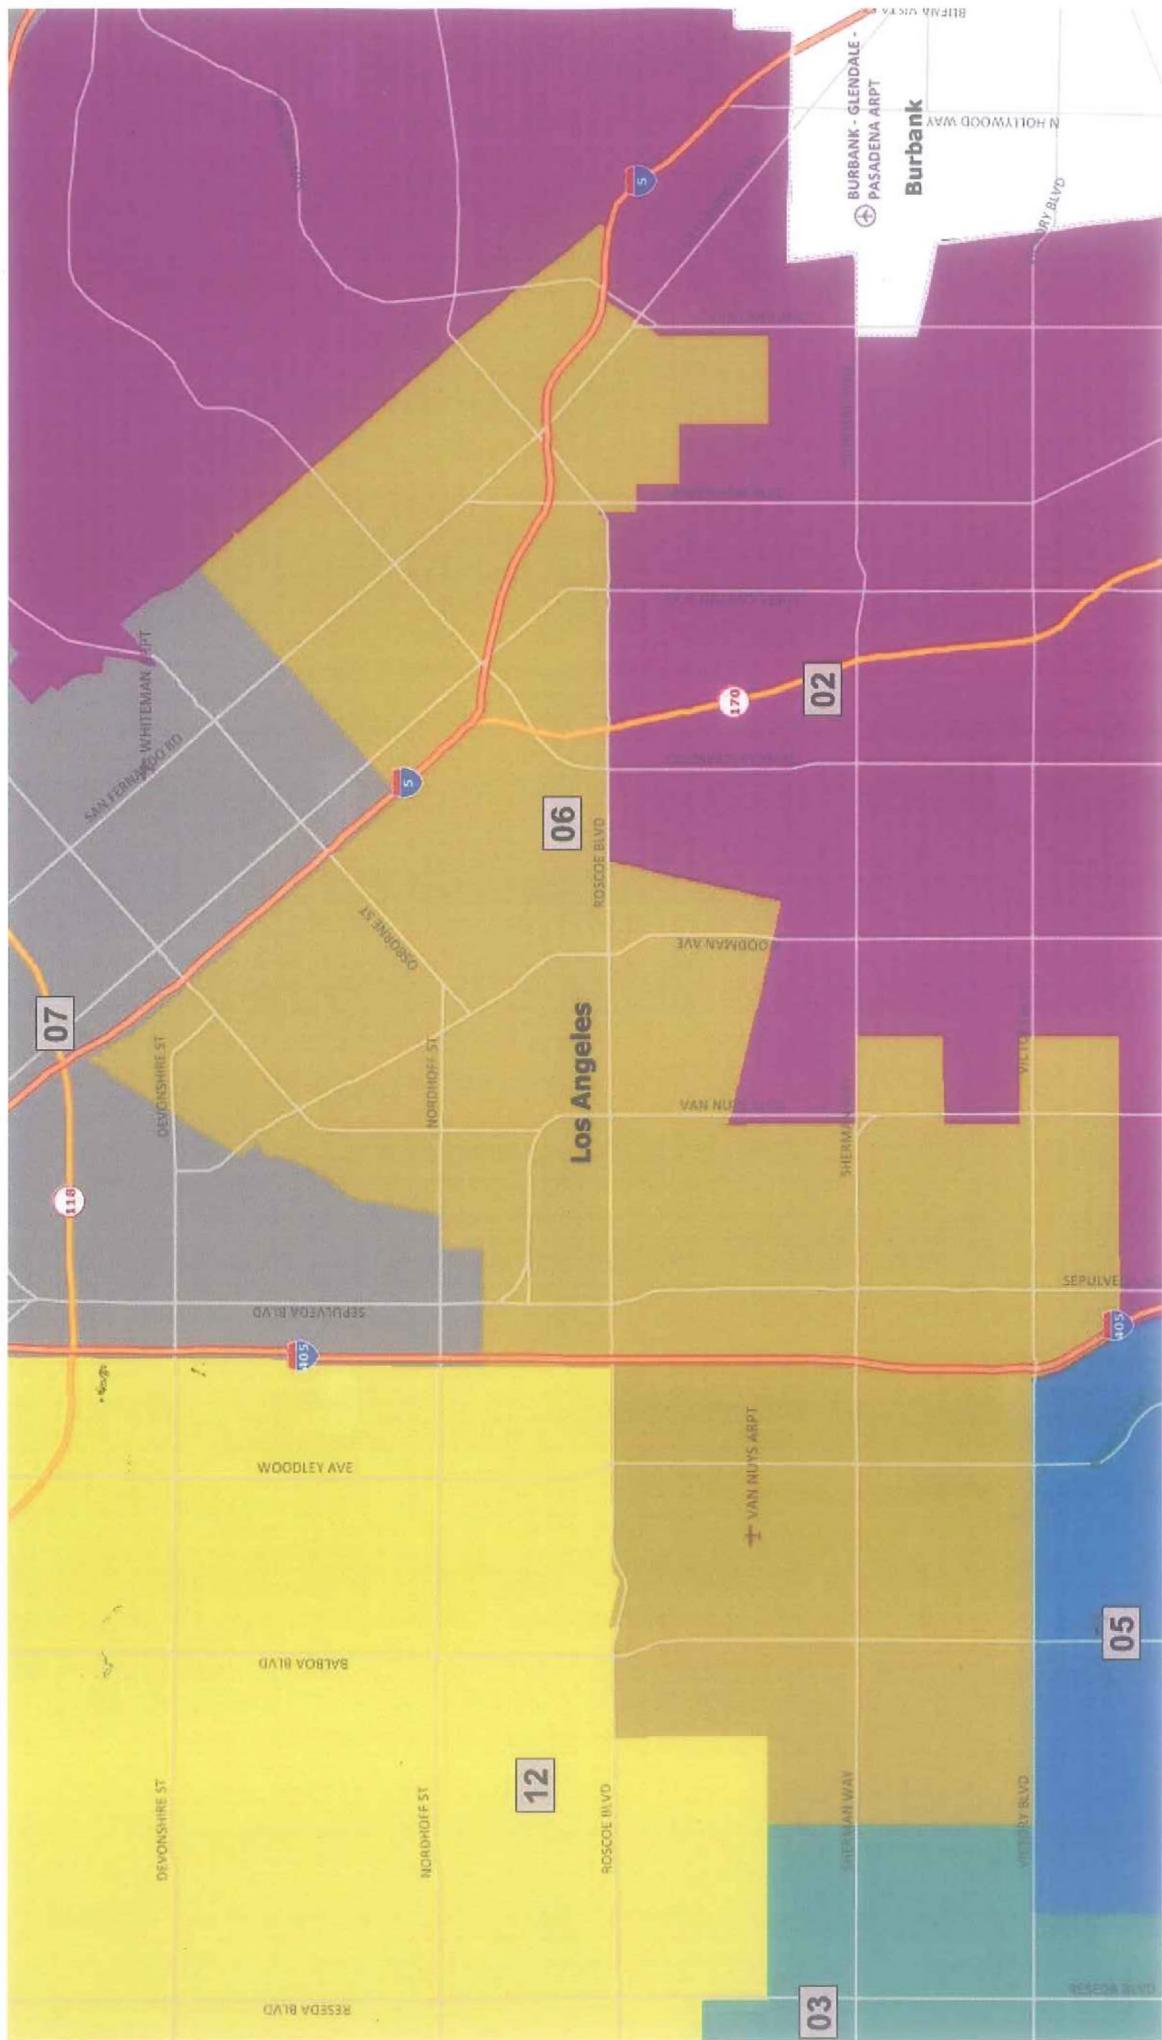 07
118
DEVONSHIRE ST
SEPULVEDA BLVD
405
WOODLEY AVE
BALBOA BLVD
DEVONSHIRE ST
RESEDA BLVD
WHITEMAN ARPT
SAN FERNANDO RD
5
OSBORNE ST
NORDHOFF ST
NORDHOFF ST
12
06
ROSCOE BLVD
Los Angeles
ROSCOE BLVD
5
WOODMAN AVE
VAN NUYS
VAN NUYS ARPT
170
02
SHERMAN
SHERMAN WAY
03
BURBANK - GLENDALE -
PASADENA ARPT
Burbank
BUENA VISTA
N HOLLYWOOD WAY
VICTORY BLVD
SEPULVEDA
405
05
RESEDA BLVD